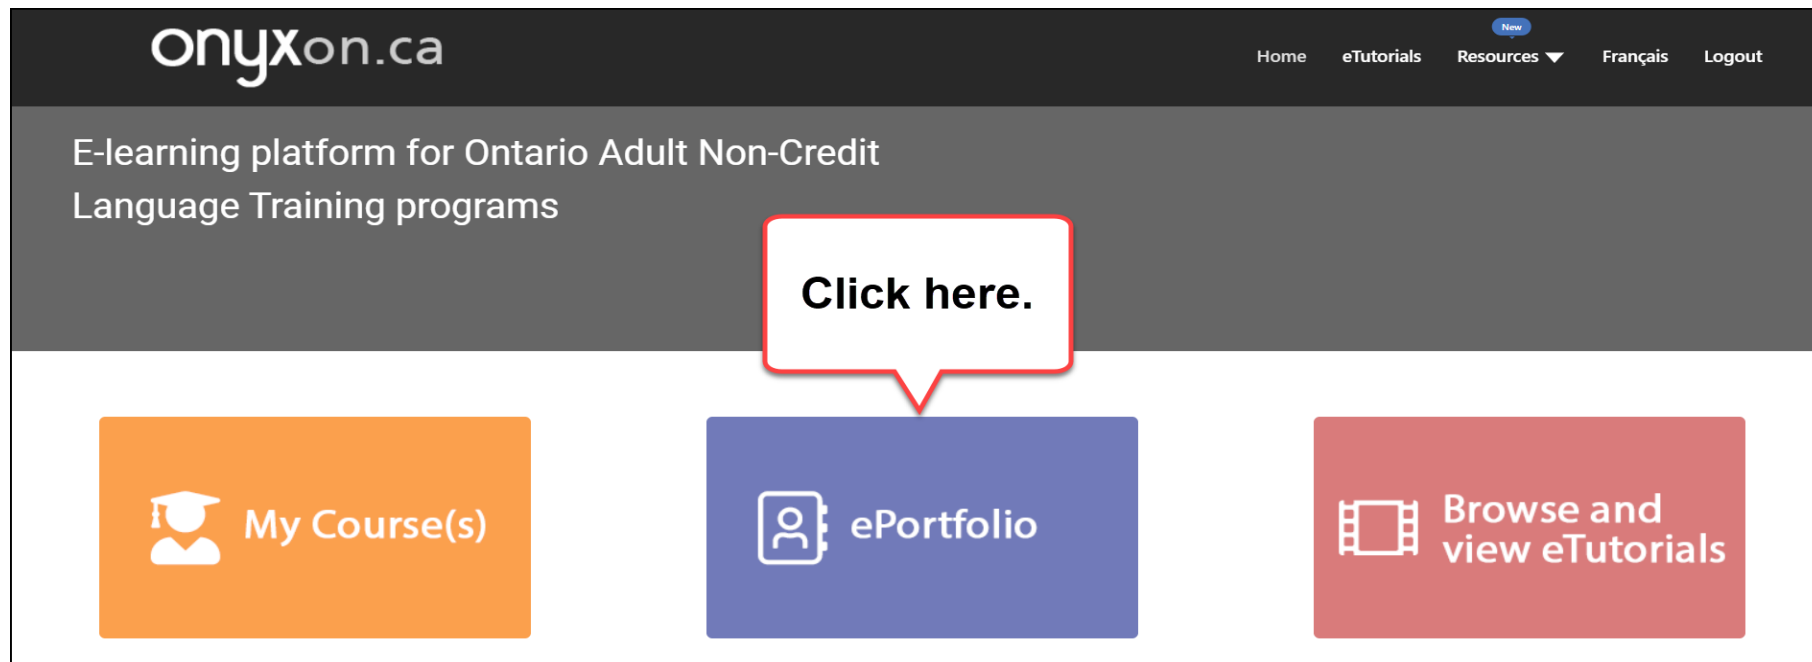 onyxon.ca
New
Home eTutorials Resources Français Logout
E-learning platform for Ontario Adult Non-Credit
Language Training programs
Click here.
My Course(s)
ePortfolio
Browse and
view eTutorials